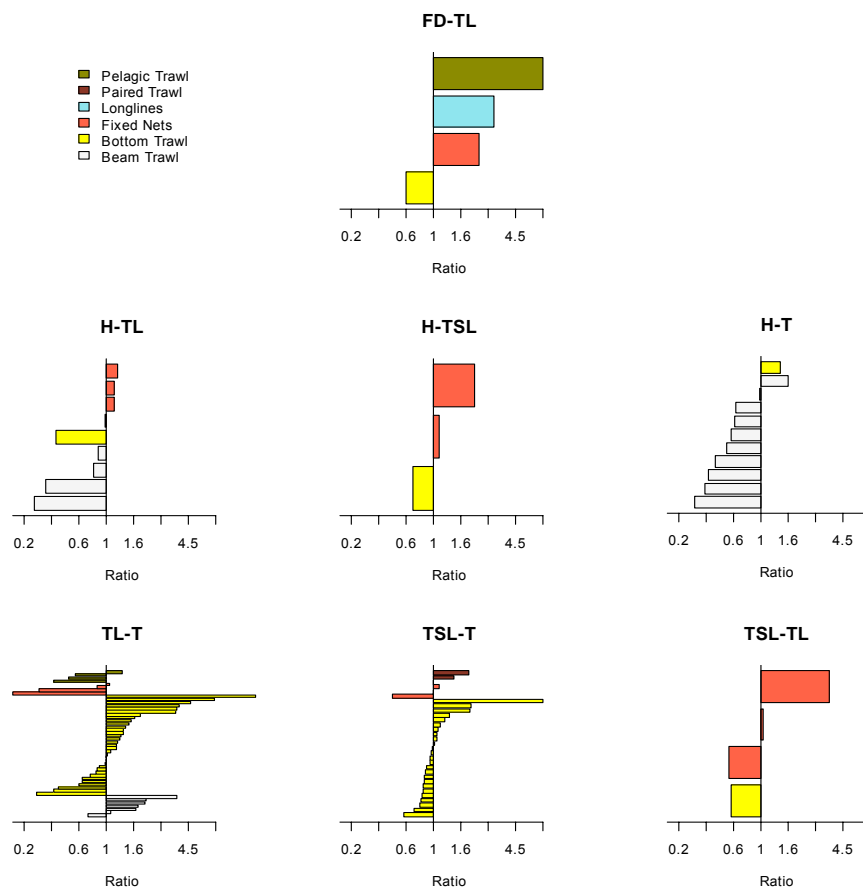 FD-TL
Pelagic Trawl
Paired Trawl
Longlines
Fixed Nets
Bottom Trawl
Beam Trawl
0.2 0.6 1 1.6 4.5
Ratio
H-TL H-TSL H-T
0.2 0.6 1 1.6 4.5 0.2 0.6 1 1.6 4.5 0.2 0.6 1 1.6 4.5
Ratio Ratio Ratio
TL-T TSL-T TSL-TL
0.2 0.6 1 1.6 4.5 0.2 0.6 1 1.6 4.5 0.2 0.6 1 1.6 4.5
Ratio Ratio Ratio